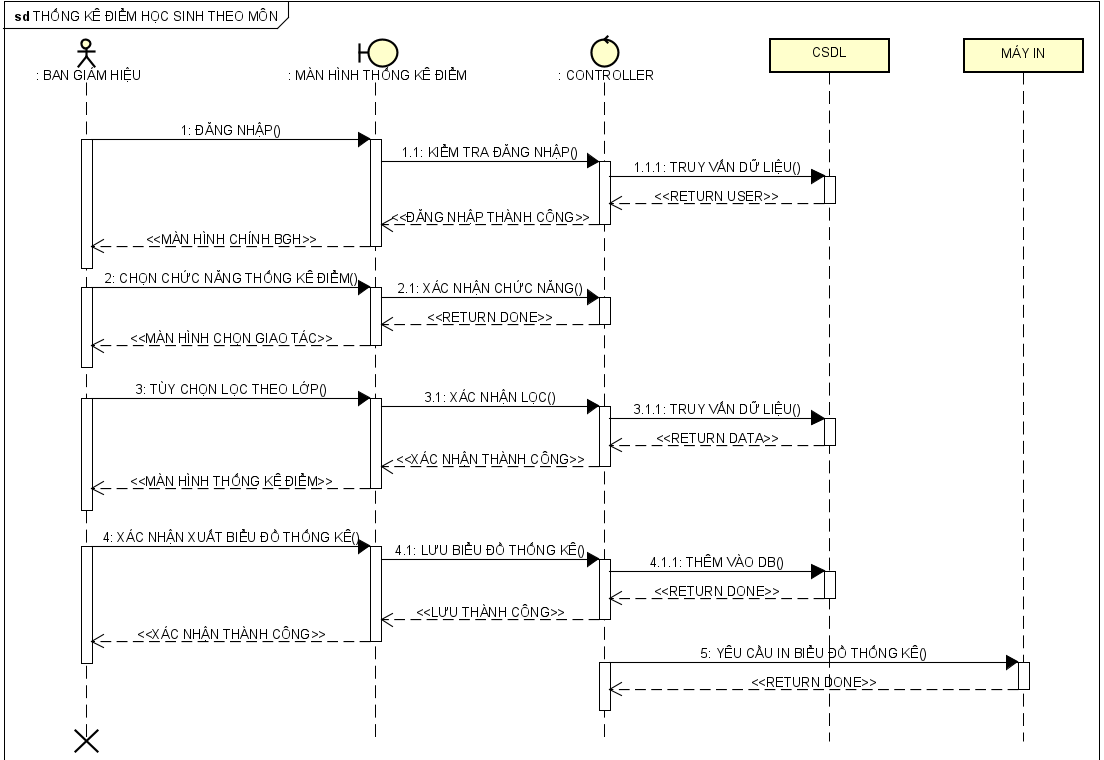 sd THỐNG KÊ ĐIỂM HỌC SINH THEO MÔN
: BAN GIÁM HIỆU
: MÀN HÌNH THỐNG KÊ ĐIỂM
: CONTROLLER
CSDL
MÁY IN
1: ĐĂNG NHẬP()
1.1: KIỂM TRA ĐĂNG NHẬP()
1.1.1: TRUY VẤN DỮ LIỆU()
<<RETURN USER>>
<<ĐĂNG NHẬP THÀNH CÔNG>>
<<MÀN HÌNH CHÍNH BGH>>
2: CHỌN CHỨC NĂNG THỐNG KÊ ĐIỂM()
2.1: XÁC NHẬN CHỨC NĂNG()
<<RETURN DONE>>
<<MÀN HÌNH CHỌN GIAO TÁC>>
3: TÙY CHỌN LỌC THEO LỚP()
3.1: XÁC NHẬN LỌC()
3.1.1: TRUY VẤN DỮ LIỆU()
<<RETURN DATA>>
<<XÁC NHẬN THÀNH CÔNG>>
<<MÀN HÌNH THỐNG KÊ ĐIỂM>>
4: XÁC NHẬN XUẤT BIỂU ĐỒ THỐNG KÊ()
4.1: LƯU BIỂU ĐỒ THỐNG KÊ()
4.1.1: THÊM VÀO DB()
<<RETURN DONE>>
<<LƯU THÀNH CÔNG>>
<<XÁC NHẬN THÀNH CÔNG>>
5: YÊU CẦU IN BIỂU ĐỒ THỐNG KÊ()
<<RETURN DONE>>